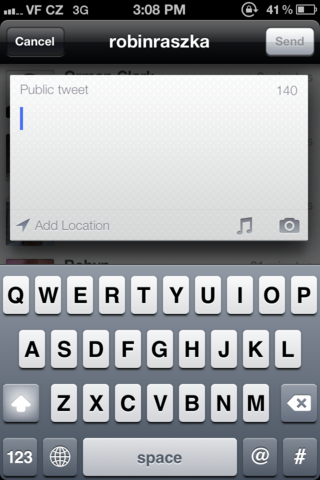 VF CZ 3G 3:08 PM 41 %
Cancel robinraszka Send
Public tweet 140
Add Location
Q W E R T Y U I O P
A S D F G H J K L
Z X C V B N M
123 space @ #